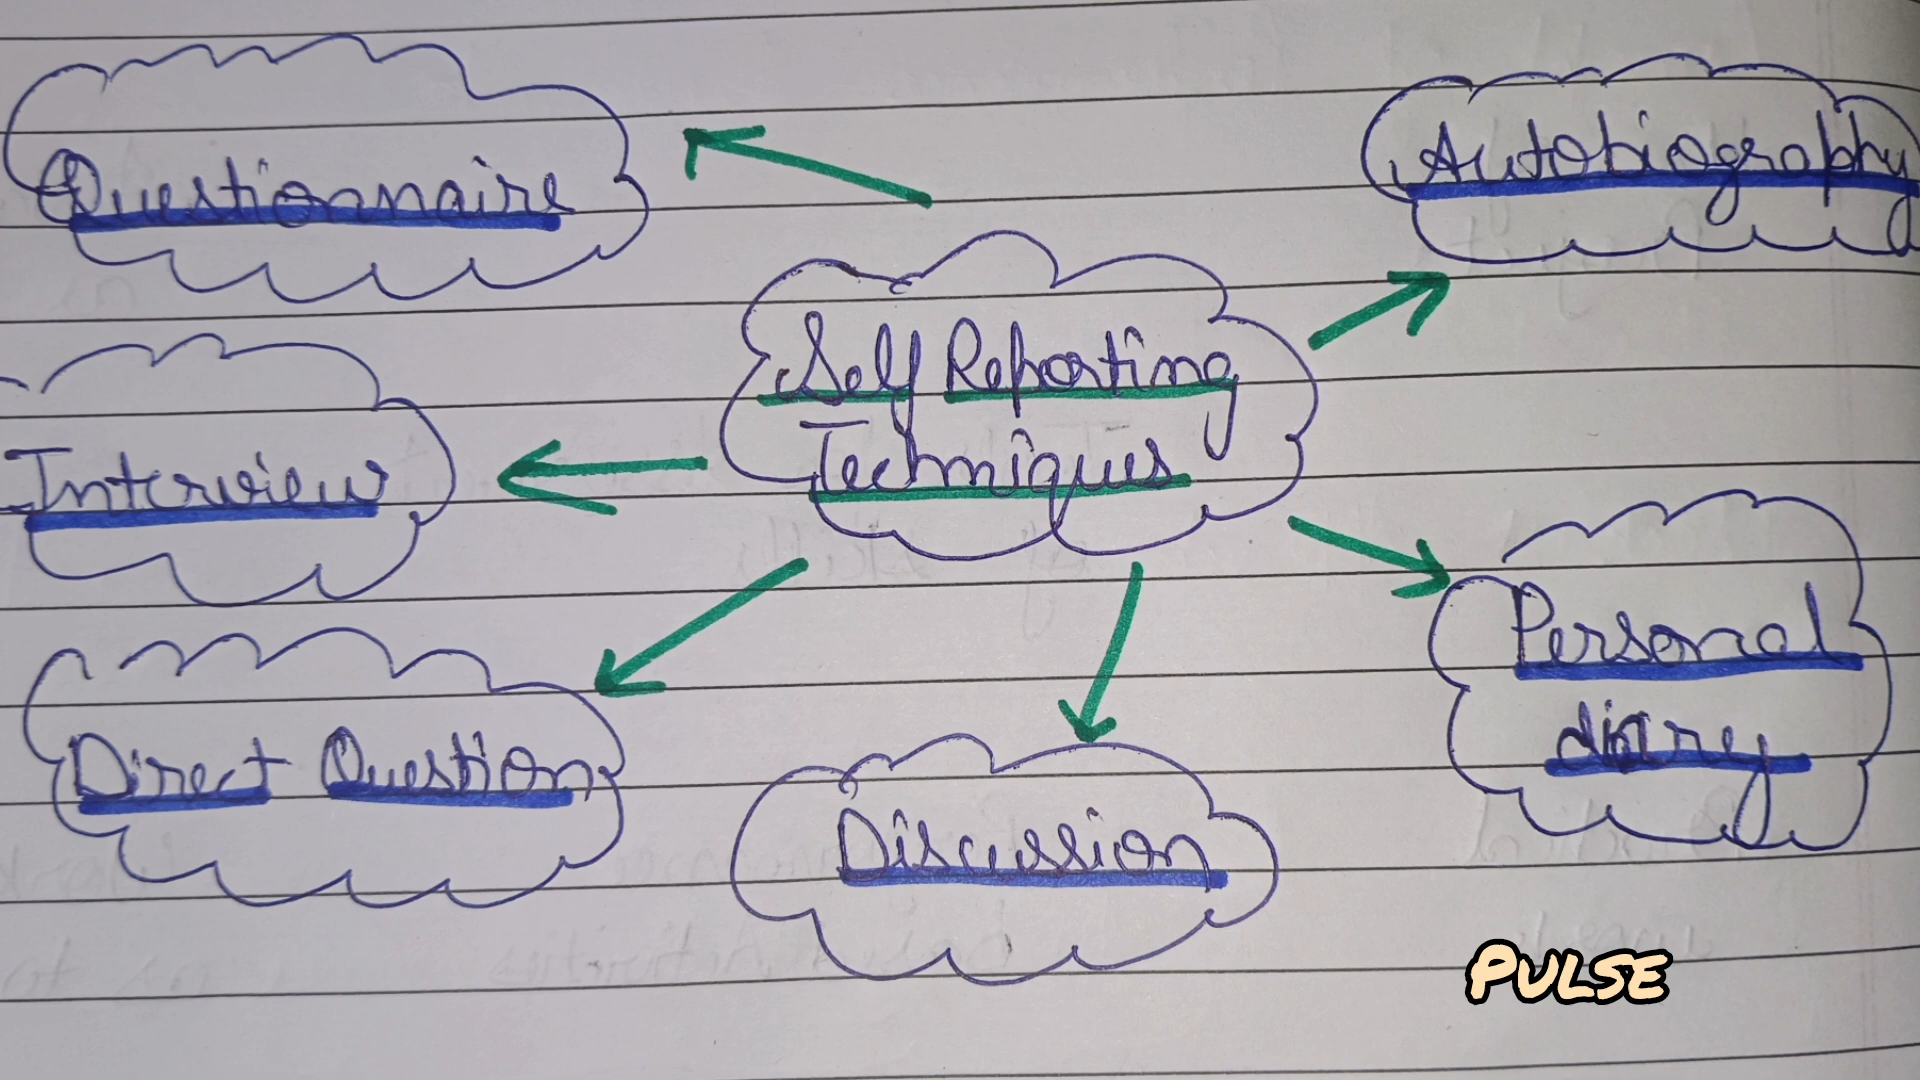 Questionnaire
Autobiography
Self Reporting
Techniques
Interview
Personal
diary
Direct Question
Discussion
PULSE